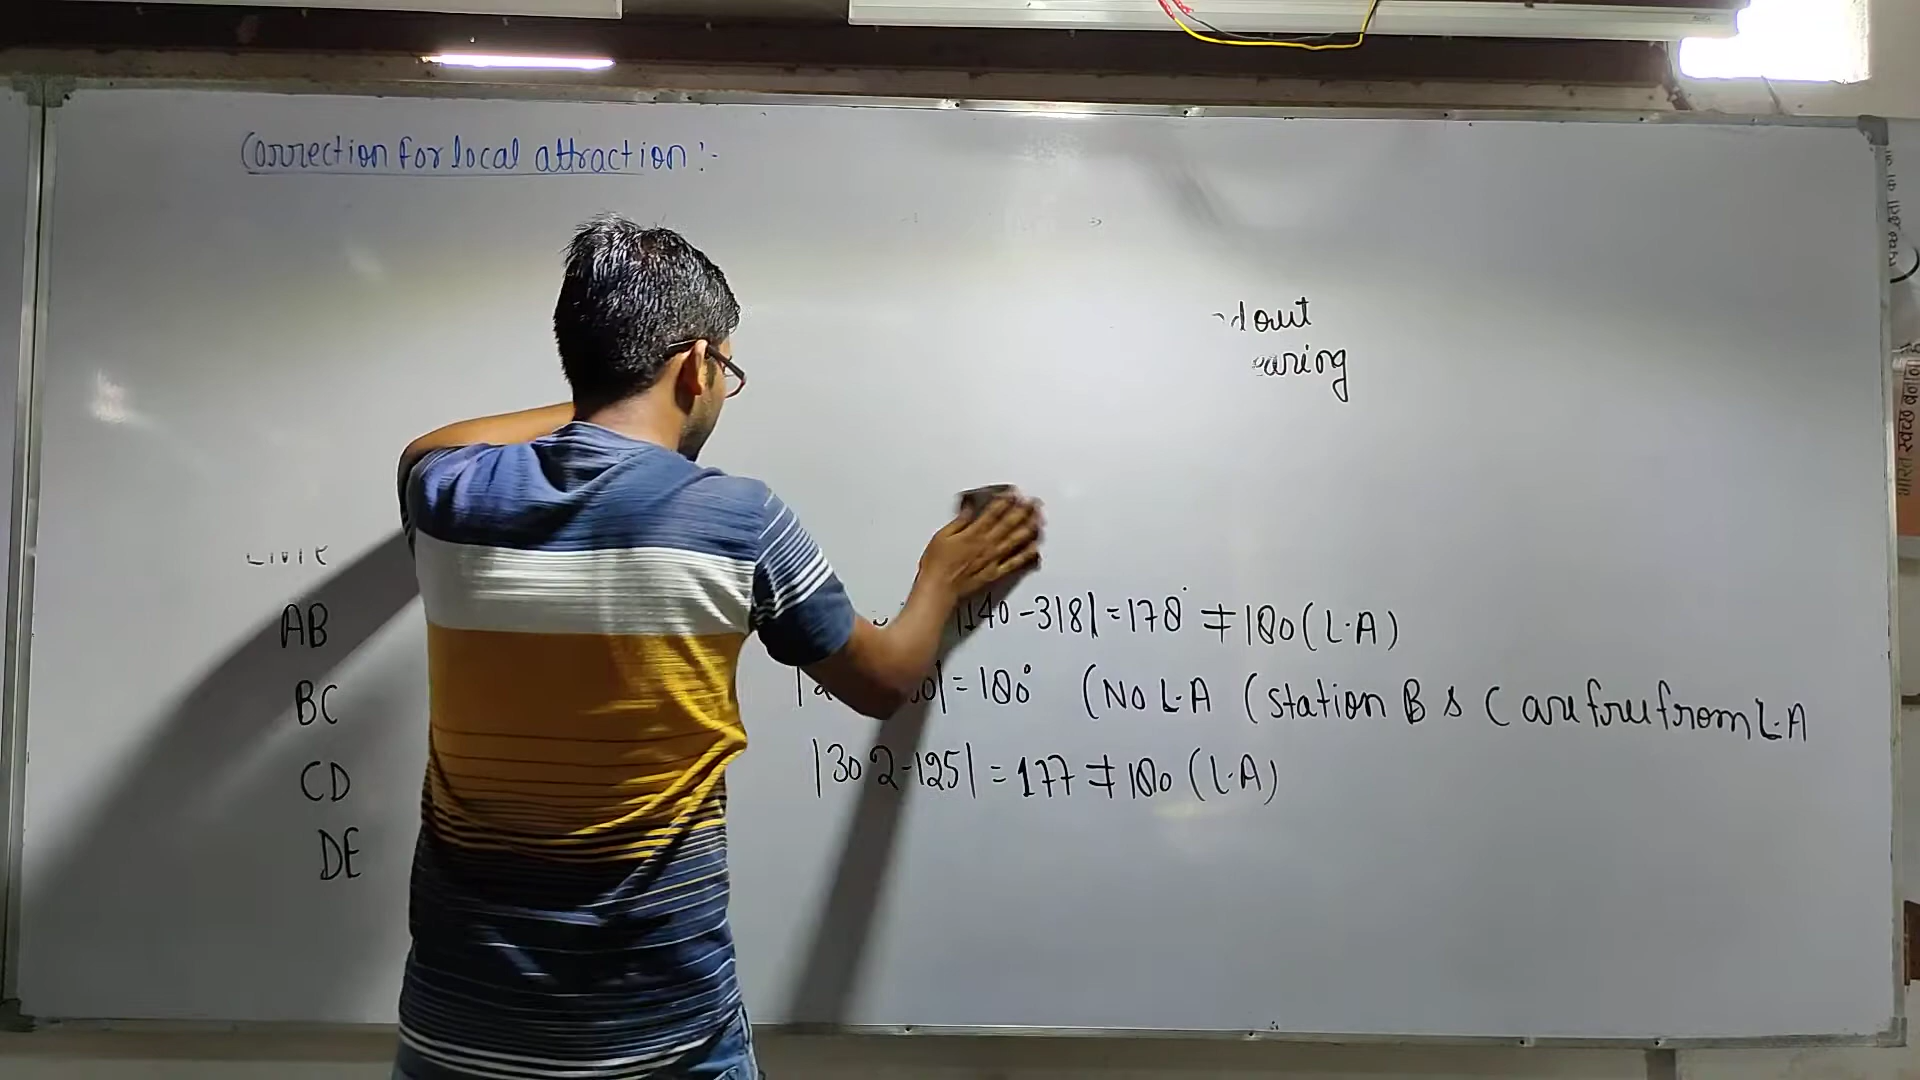 Correction for local attraction :-
out
Line
AB |140-318| = 178° ≠ 180 (L.A)
BC = 180° (No L.A (Station B & C are free from L.A
CD |302-125| = 177 ≠ 180 (L.A)
DE